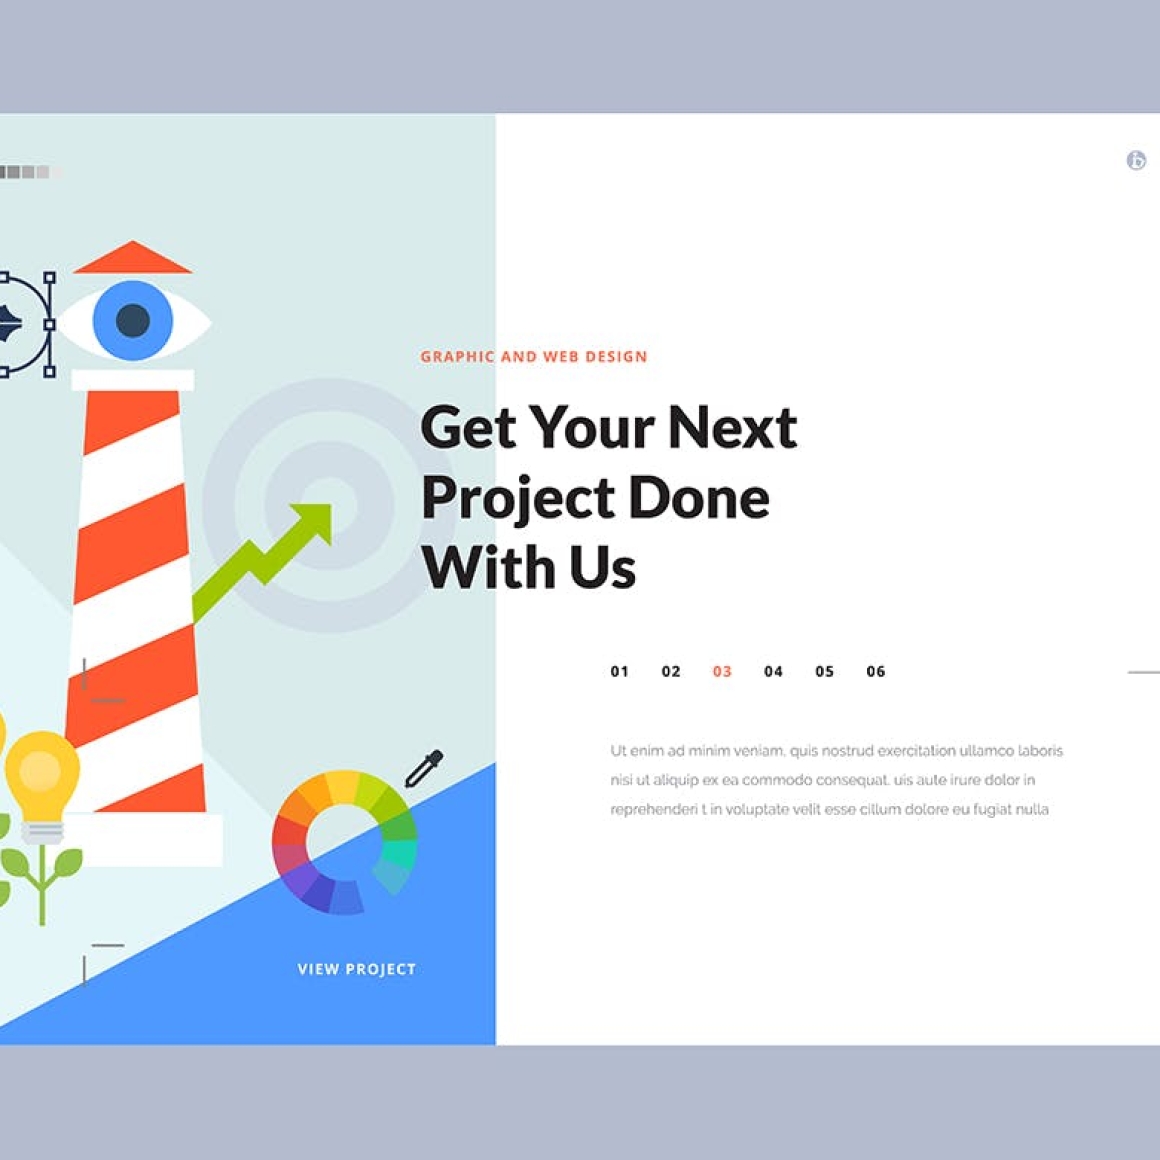 GRAPHIC AND WEB DESIGN
Get Your Next
Project Done
With Us
01 02 03 04 05 06
Ut enim ad minim veniam, quis nostrud exercitation ullamco laboris
nisi ut aliquip ex ea commodo consequat. uis aute irure dolor in
reprehenderi t in voluptate velit esse cillum dolore eu fugiat nulla
VIEW PROJECT